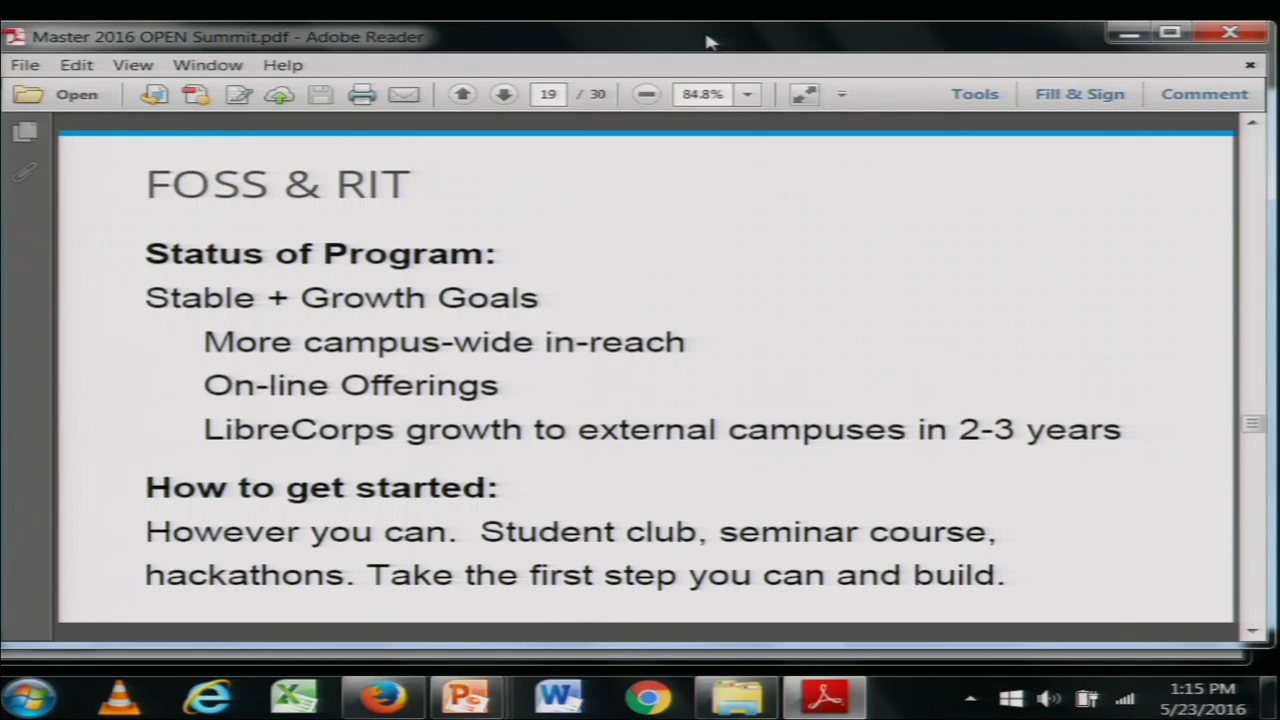 Master 2016 OPEN Summit.pdf - Adobe Reader
File Edit View Window Help
Open 19 / 30 84.8% Tools Fill & Sign Comment
FOSS & RIT
Status of Program:
Stable + Growth Goals
More campus-wide in-reach
On-line Offerings
LibreCorps growth to external campuses in 2-3 years
How to get started:
However you can. Student club, seminar course,
hackathons. Take the first step you can and build.
1:15 PM
5/23/2016